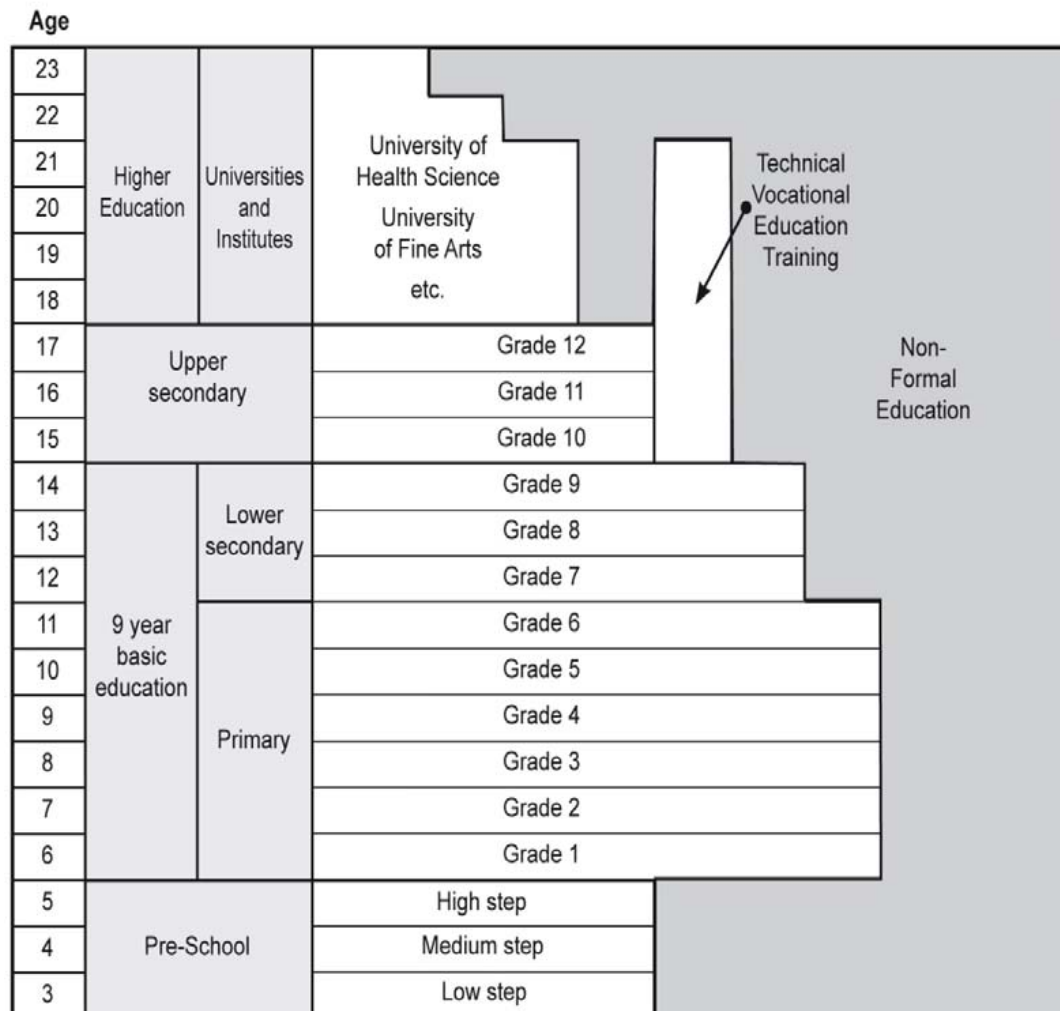 Age
23
22
21
20
19
18
17
16
15
14
13
12
11
10
9
8
7
6
5
4
3
Higher
Education
Universities
and
Institutes
Upper
secondary
9 year
basic
education
Lower
secondary
Primary
Pre-School
University of
Health Science
University
of Fine Arts
etc.
Grade 12
Grade 11
Grade 10
Grade 9
Grade 8
Grade 7
Grade 6
Grade 5
Grade 4
Grade 3
Grade 2
Grade 1
High step
Medium step
Low step
Technical
Vocational
Education
Training
Non-
Formal
Education